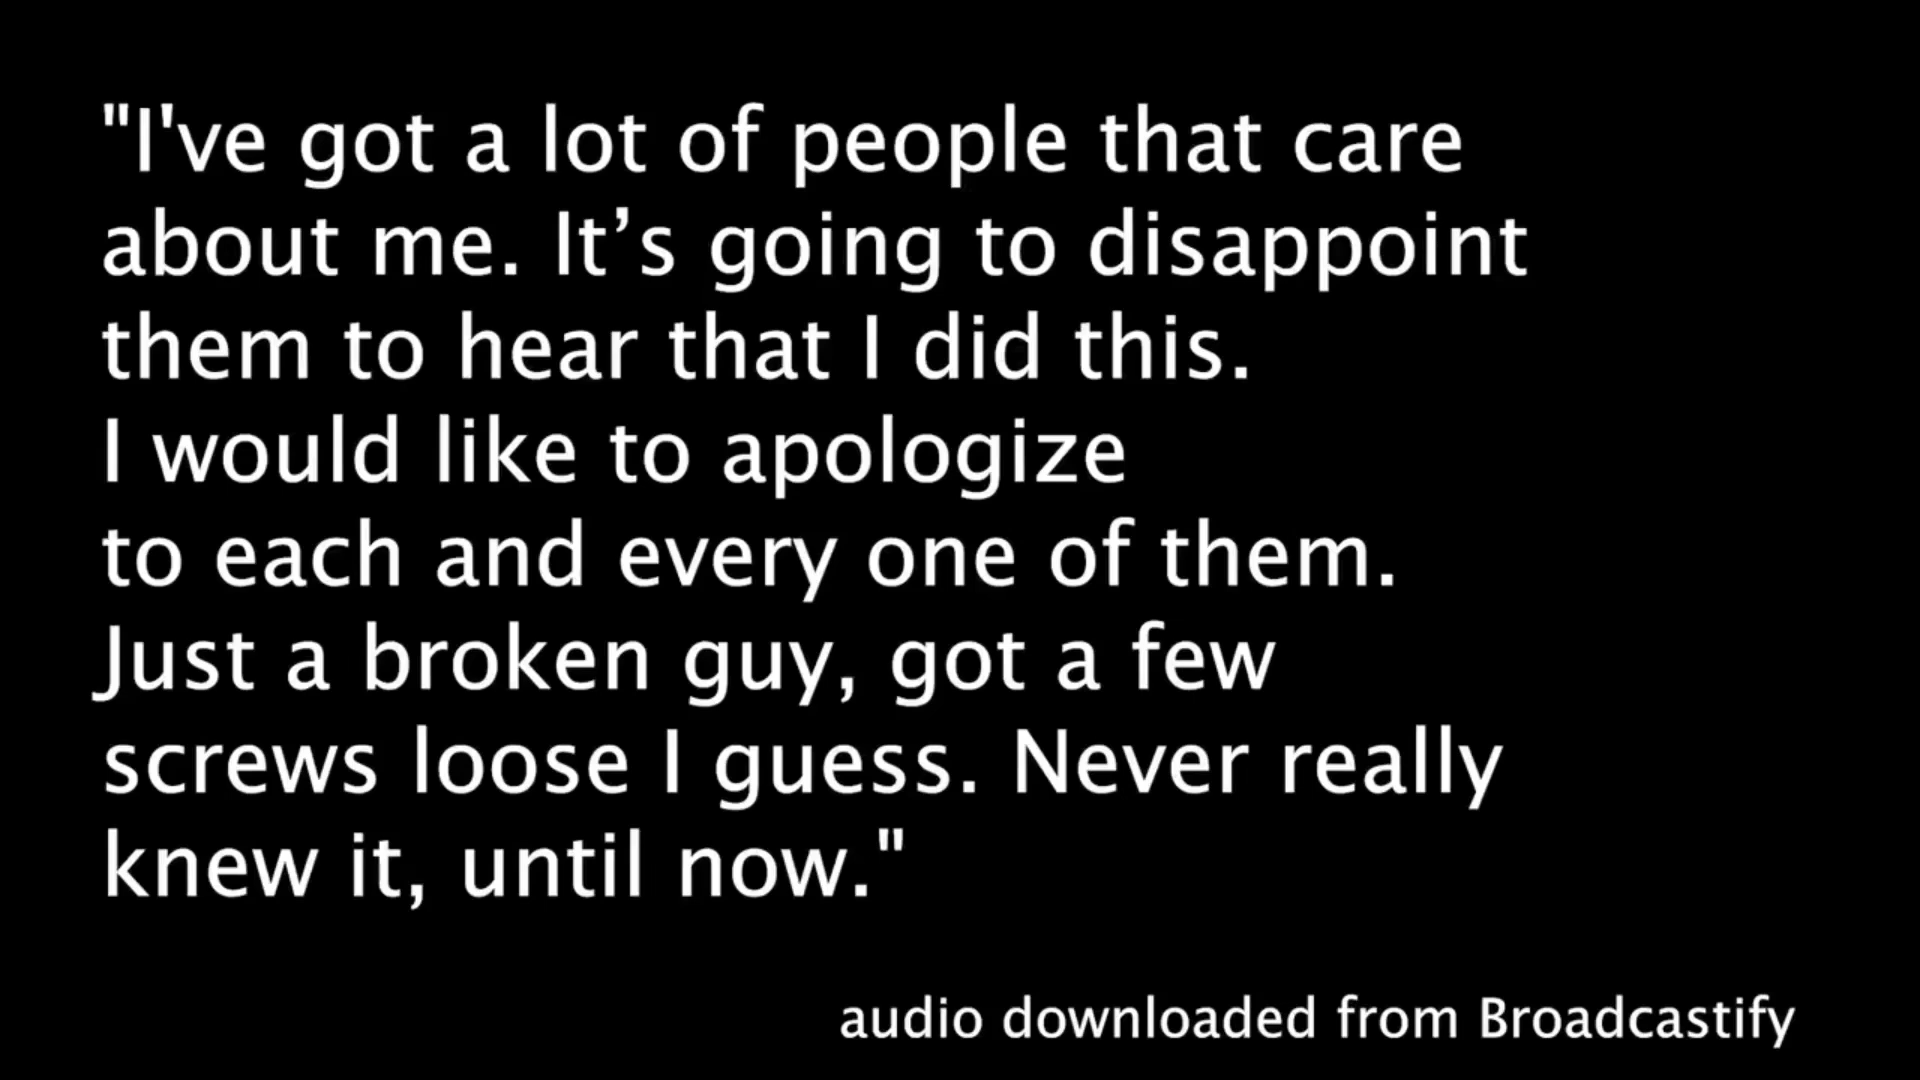 "I've got a lot of people that care
about me. It’s going to disappoint
them to hear that I did this.
I would like to apologize
to each and every one of them.
Just a broken guy, got a few
screws loose I guess. Never really
knew it, until now."
audio downloaded from Broadcastify